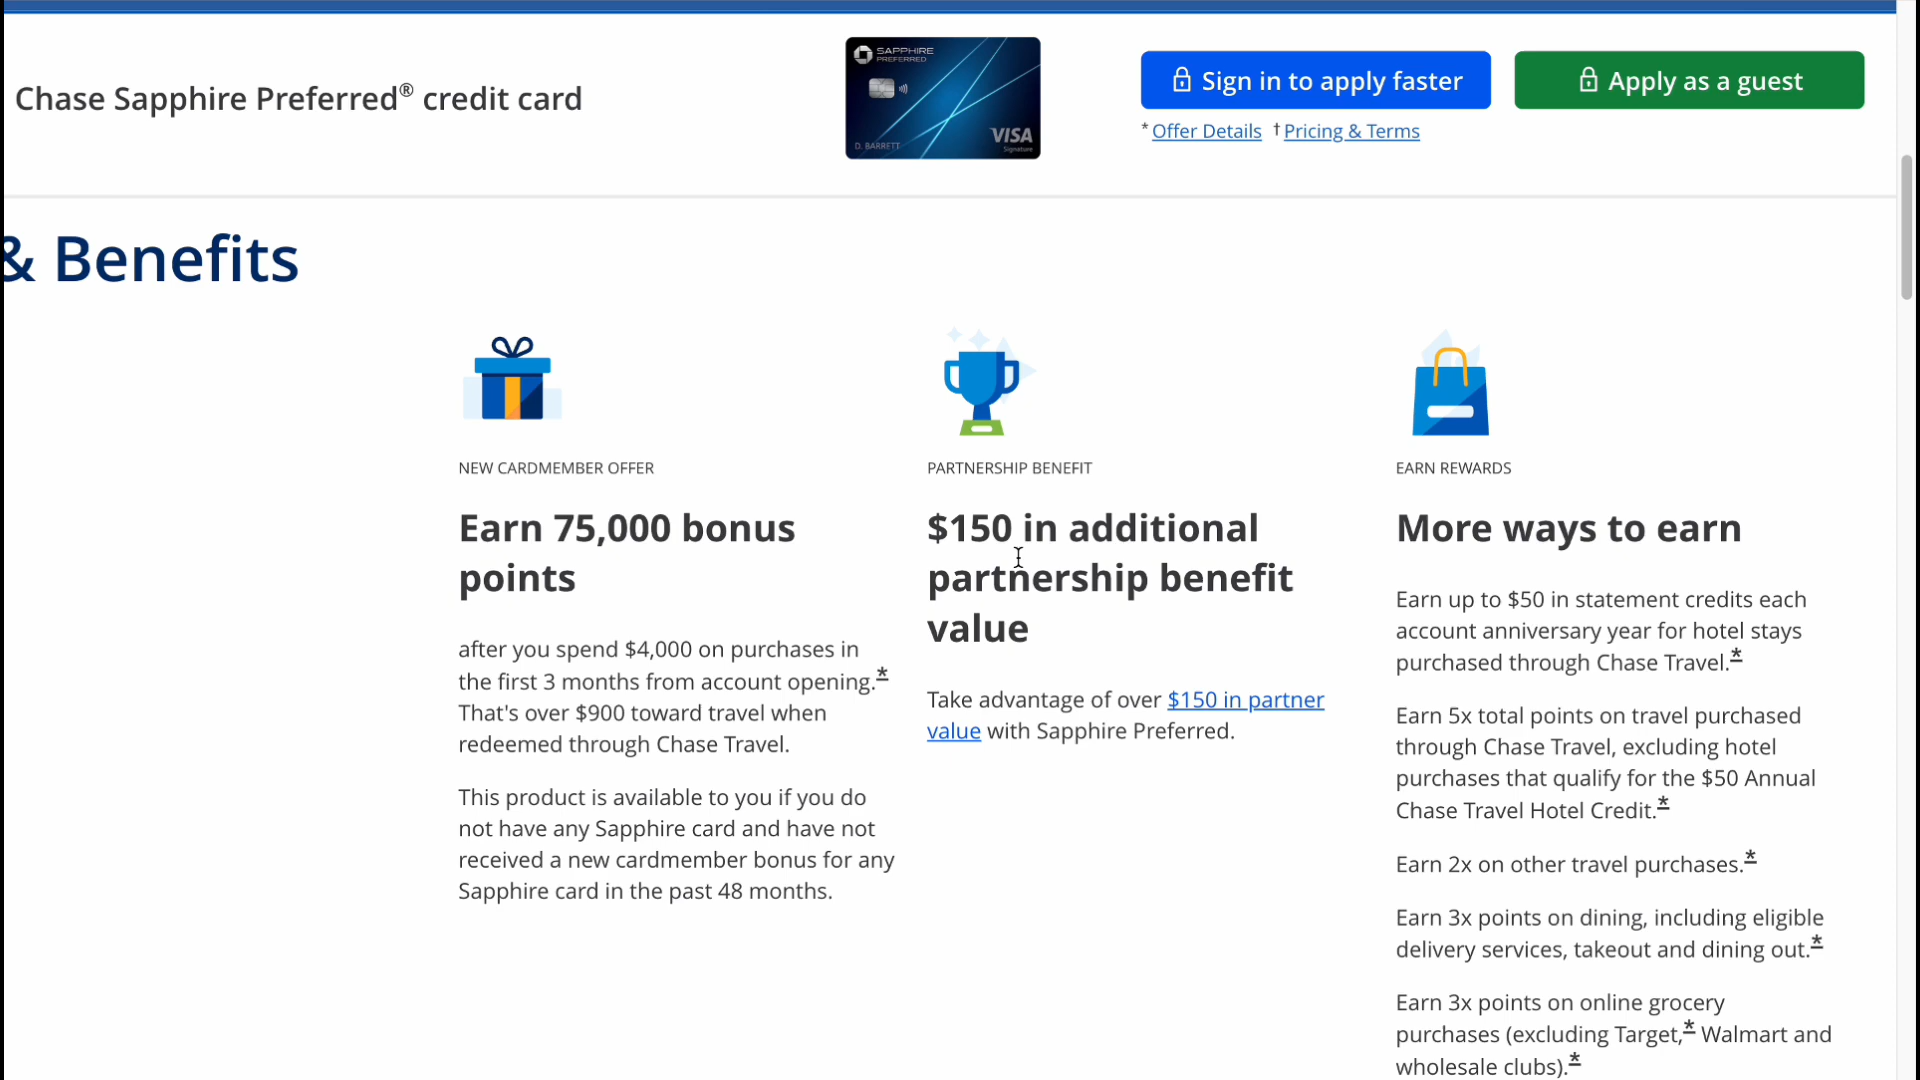 Chase Sapphire Preferred® credit card
SAPPHIRE
PREFERRED
D. BARRETT
VISA
Signature
Sign in to apply faster
Apply as a guest
* Offer Details † Pricing & Terms
& Benefits
NEW CARDMEMBER OFFER
Earn 75,000 bonus
points
after you spend $4,000 on purchases in
the first 3 months from account opening.*
That's over $900 toward travel when
redeemed through Chase Travel.
This product is available to you if you do
not have any Sapphire card and have not
received a new cardmember bonus for any
Sapphire card in the past 48 months.
PARTNERSHIP BENEFIT
$150 in additional
partnership benefit
value
Take advantage of over $150 in partner
value with Sapphire Preferred.
EARN REWARDS
More ways to earn
Earn up to $50 in statement credits each
account anniversary year for hotel stays
purchased through Chase Travel.*
Earn 5x total points on travel purchased
through Chase Travel, excluding hotel
purchases that qualify for the $50 Annual
Chase Travel Hotel Credit.*
Earn 2x on other travel purchases.*
Earn 3x points on dining, including eligible
delivery services, takeout and dining out.*
Earn 3x points on online grocery
purchases (excluding Target,* Walmart and
wholesale clubs).*